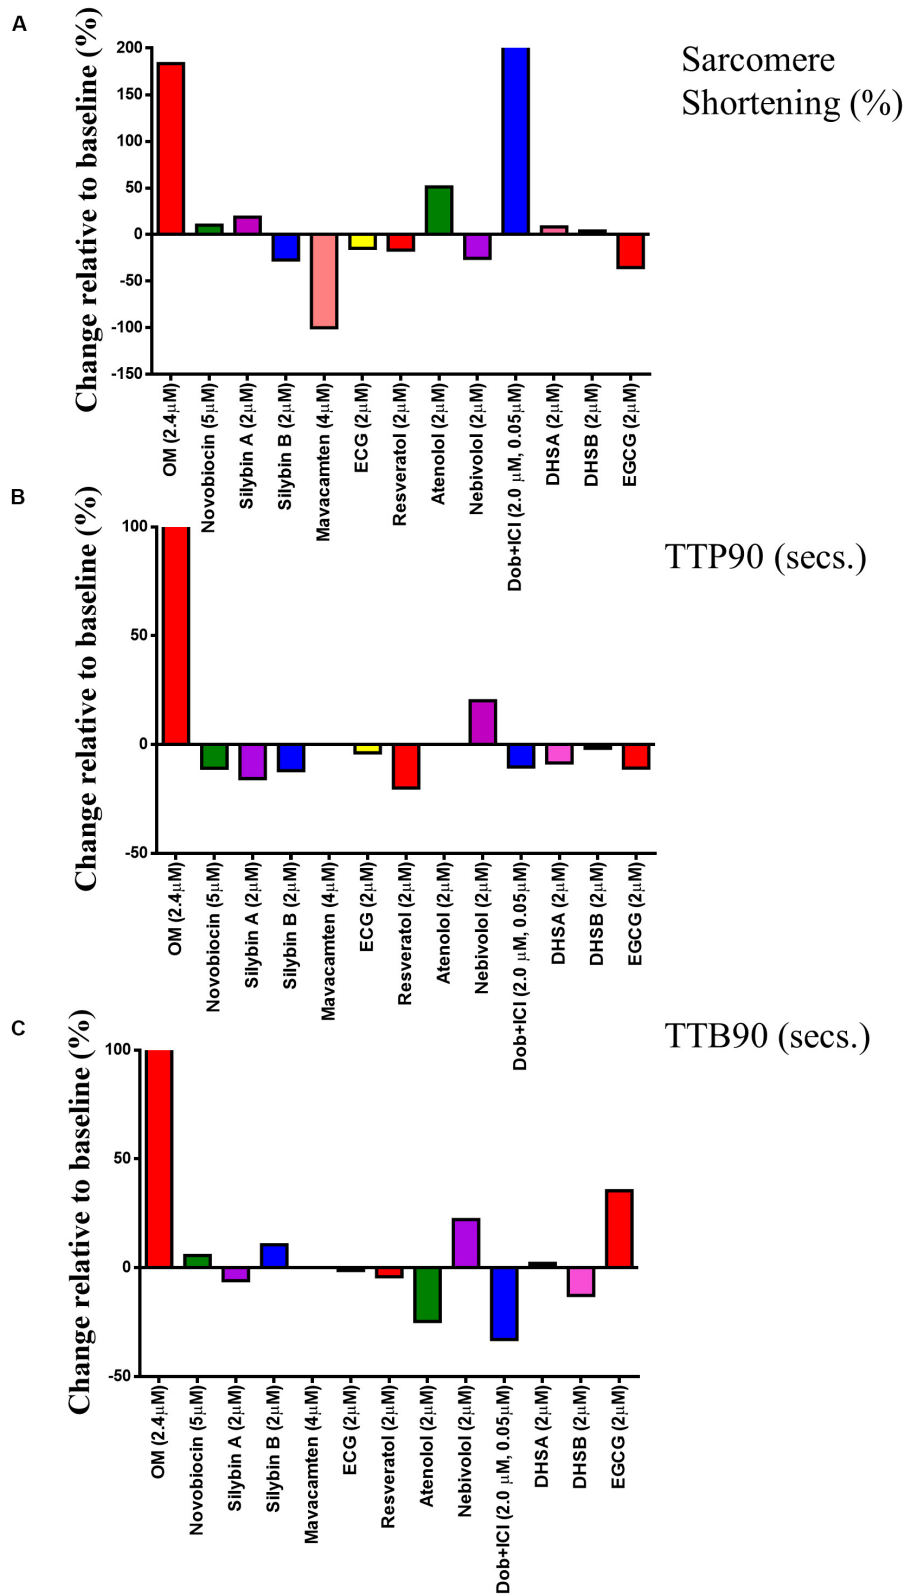 A
Change relative to baseline (%)
200
150
100
50
0
-50
-100
-150
Sarcomere
Shortening (%)
OM (2.4μM)
Novobiocin (5μM)
Silybin A (2μM)
Silybin B (2μM)
Mavacamten (4μM)
ECG (2μM)
Resveratol (2μM)
Atenolol (2μM)
Nebivolol (2μM)
Dob+ICI (2.0 μM, 0.05μM)
DHSA (2μM)
DHSB (2μM)
EGCG (2μM)
B
Change relative to baseline (%)
100
50
0
-50
TTP90 (secs.)
OM (2.4μM)
Novobiocin (5μM)
Silybin A (2μM)
Silybin B (2μM)
Mavacamten (4μM)
ECG (2μM)
Resveratol (2μM)
Atenolol (2μM)
Nebivolol (2μM)
Dob+ICI (2.0 μM, 0.05μM)
DHSA (2μM)
DHSB (2μM)
EGCG (2μM)
C
Change relative to baseline (%)
100
50
0
-50
TTB90 (secs.)
OM (2.4μM)
Novobiocin (5μM)
Silybin A (2μM)
Silybin B (2μM)
Mavacamten (4μM)
ECG (2μM)
Resveratol (2μM)
Atenolol (2μM)
Nebivolol (2μM)
Dob+ICI (2.0 μM, 0.05μM)
DHSA (2μM)
DHSB (2μM)
EGCG (2μM)